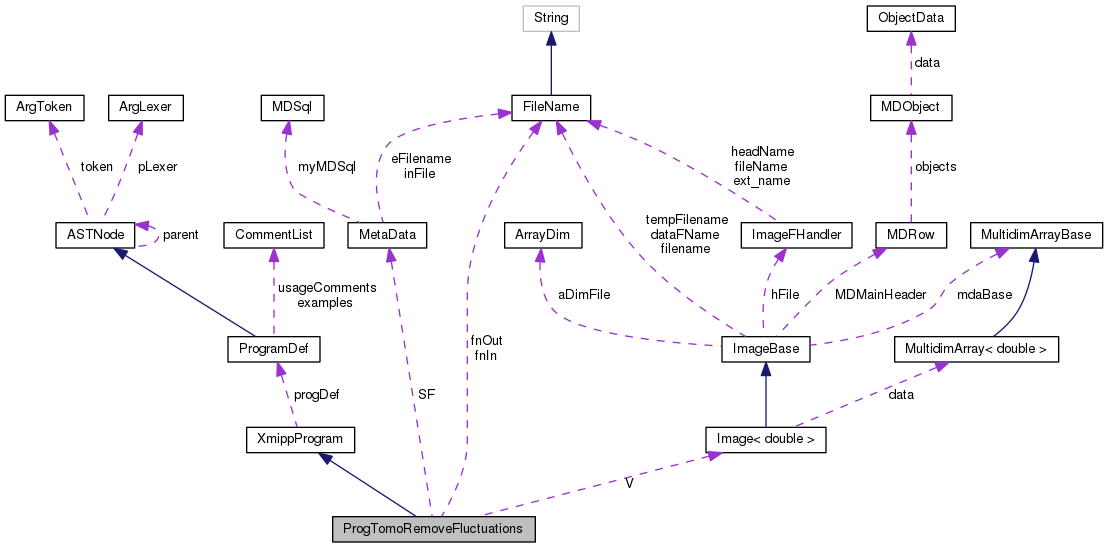 String
ObjectData
data
ArgToken
ArgLexer
MDSql
FileName
MDObject
token
pLexer
myMDSql
eFilename
inFile
headName
fileName
ext_name
objects
ASTNode
parent
CommentList
MetaData
ArrayDim
tempFilename
dataFName
filename
ImageFHandler
MDRow
MultidimArrayBase
usageComments
examples
aDimFile
hFile
MDMainHeader
mdaBase
ProgramDef
fnOut
fnIn
ImageBase
MultidimArray< double >
progDef
SF
data
XmippProgram
Image< double >
V
ProgTomoRemoveFluctuations